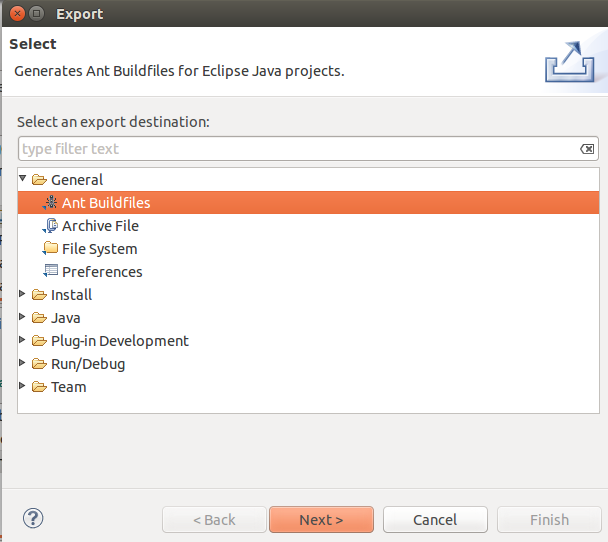 Export
Select
Generates Ant Buildfiles for Eclipse Java projects.
Select an export destination:
type filter text
General
Ant Buildfiles
Archive File
File System
Preferences
Install
Java
Plug-in Development
Run/Debug
Team
? < Back Next > Cancel Finish